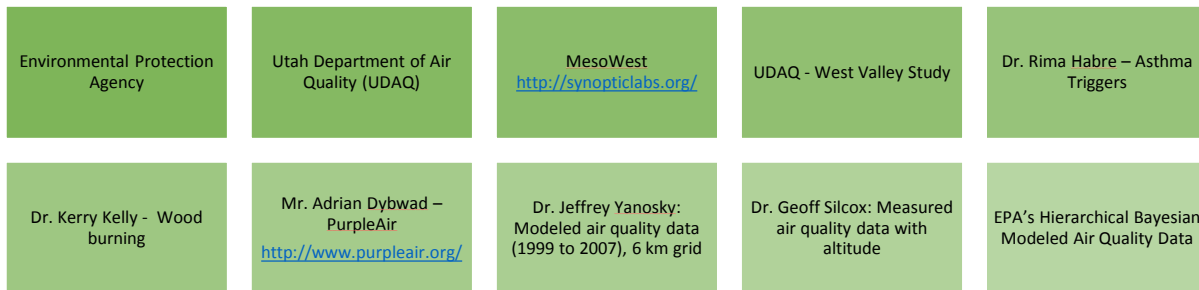 Environmental Protection
Agency
Utah Department of Air
Quality (UDAQ)
MesoWest
http://synopticlabs.org/
UDAQ - West Valley Study
Dr. Rima Habre – Asthma
Triggers
Dr. Kerry Kelly - Wood
burning
Mr. Adrian Dybwad –
PurpleAir
http://www.purpleair.org/
Dr. Jeffrey Yanosky:
Modeled air quality data
(1999 to 2007), 6 km grid
Dr. Geoff Silcox: Measured
air quality data with
altitude
EPA's Hierarchical Bayesian
Modeled Air Quality Data